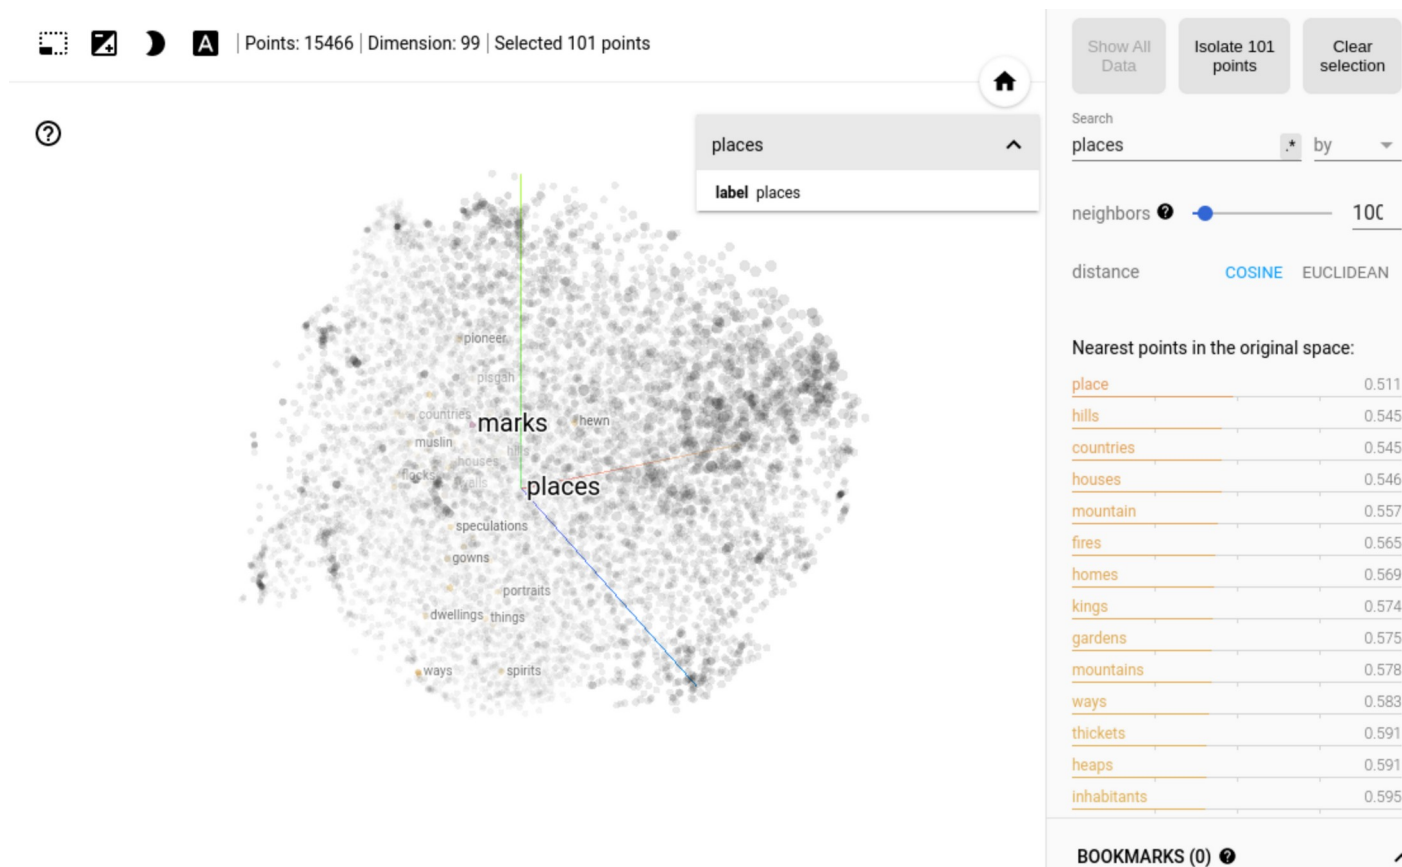 A Points: 15466 | Dimension: 99 | Selected 101 points
Show All Data
Isolate 101 points
Clear selection
Search
places .* by
neighbors ? 100
distance COSINE EUCLIDEAN
Nearest points in the original space:
place 0.511
hills 0.545
countries 0.545
houses 0.546
mountain 0.557
fires 0.565
homes 0.569
kings 0.574
gardens 0.575
mountains 0.578
ways 0.583
thickets 0.591
heaps 0.591
inhabitants 0.595
BOOKMARKS (0) ?
?
places
label places
pioneer
pisgah
countries
marks
hewn
muslin
hills
houses
flocks
walls
places
speculations
gowns
portraits
dwellings things
ways
spirits